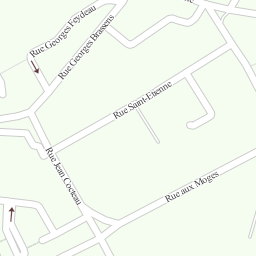 Rue Georges Feydeau
Rue Georges Brassens
Rue Saint-Etienne
Rue Jean Cocteau
Rue aux Moges